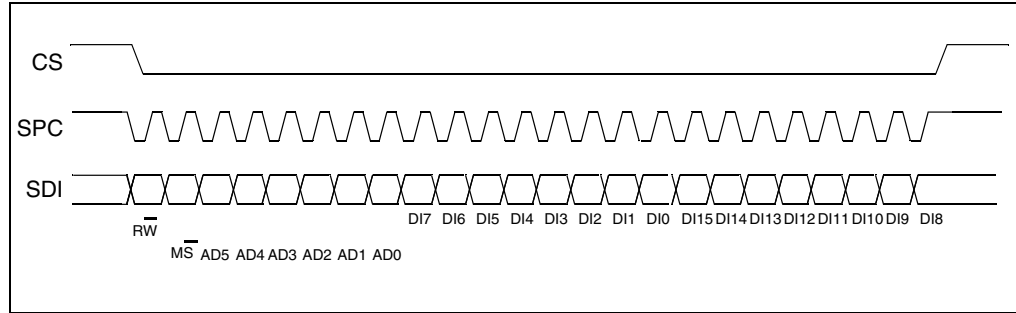 CS
SPC
SDI
RW̅ DI7 DI6 DI5 DI4 DI3 DI2 DI1 DI0 DI15 DI14 DI13 DI12 DI11 DI10 DI9 DI8
MS̅ AD5 AD4 AD3 AD2 AD1 AD0